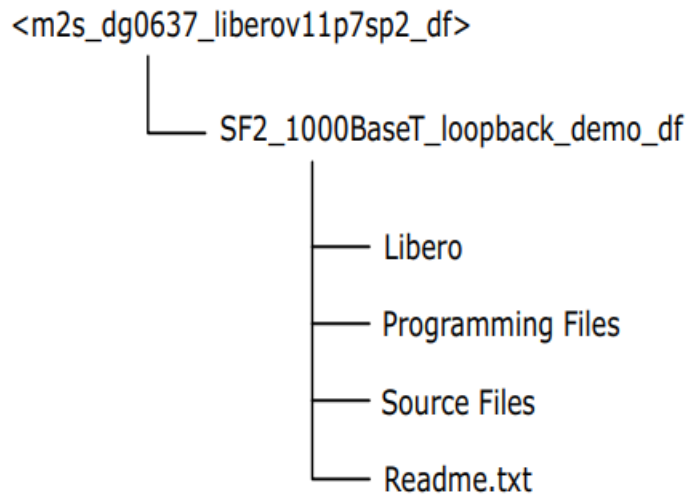 <m2s_dg0637_liberov11p7sp2_df>
SF2_1000BaseT_loopback_demo_df
Libero
Programming Files
Source Files
Readme.txt